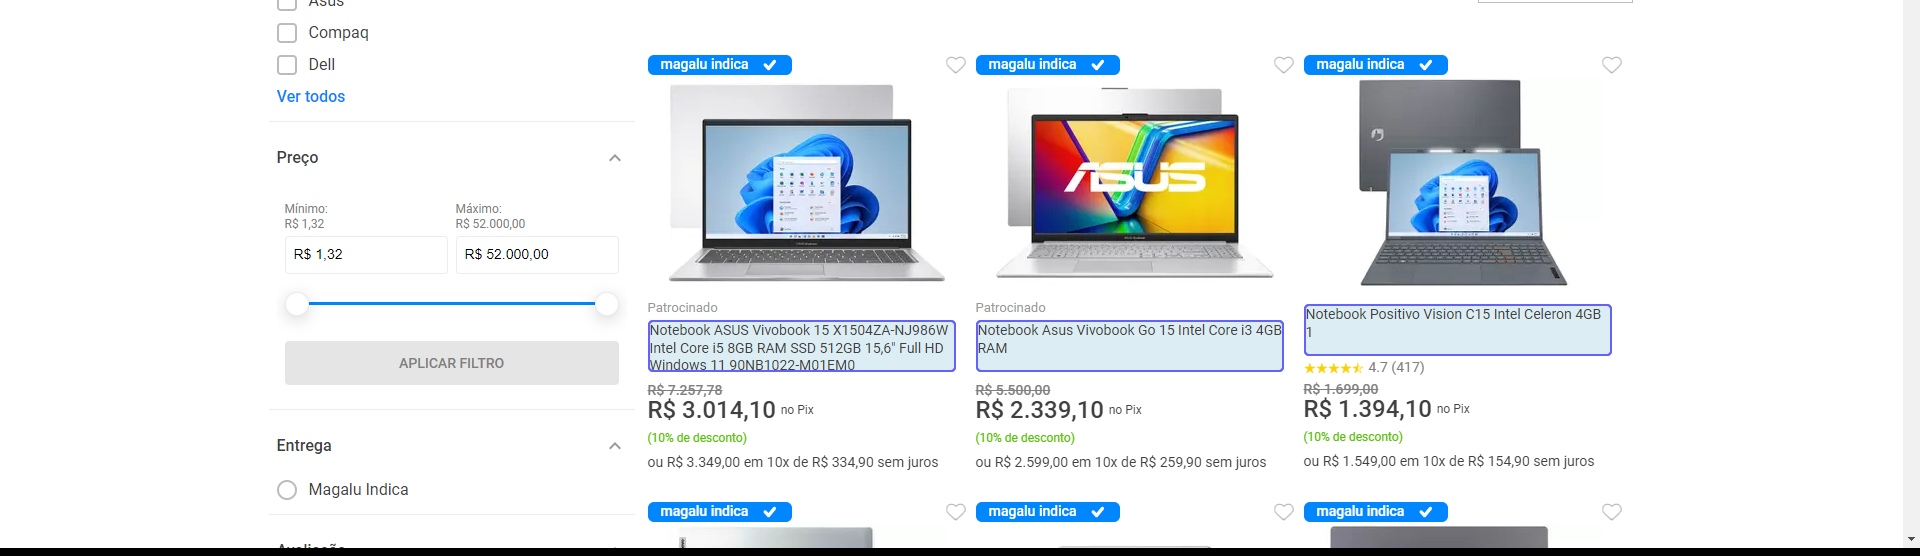 Asus
Compaq
Dell
Ver todos
Preço
Mínimo:
R$ 1,32
Máximo:
R$ 52.000,00
R$ 1,32
R$ 52.000,00
APLICAR FILTRO
Entrega
Magalu Indica
Avaliação
magalu indica
Patrocinado
Notebook ASUS Vivobook 15 X1504ZA-NJ986W
Intel Core i5 8GB RAM SSD 512GB 15,6" Full HD
Windows 11 90NB1022-M01EM0
R$ 7.257,78
R$ 3.014,10 no Pix
(10% de desconto)
ou R$ 3.349,00 em 10x de R$ 334,90 sem juros
magalu indica
ASUS
Patrocinado
Notebook Asus Vivobook Go 15 Intel Core i3 4GB
RAM
R$ 5.500,00
R$ 2.339,10 no Pix
(10% de desconto)
ou R$ 2.599,00 em 10x de R$ 259,90 sem juros
magalu indica
Notebook Positivo Vision C15 Intel Celeron 4GB
1
4.7 (417)
R$ 1.699,00
R$ 1.394,10 no Pix
(10% de desconto)
ou R$ 1.549,00 em 10x de R$ 154,90 sem juros
magalu indica
magalu indica
magalu indica